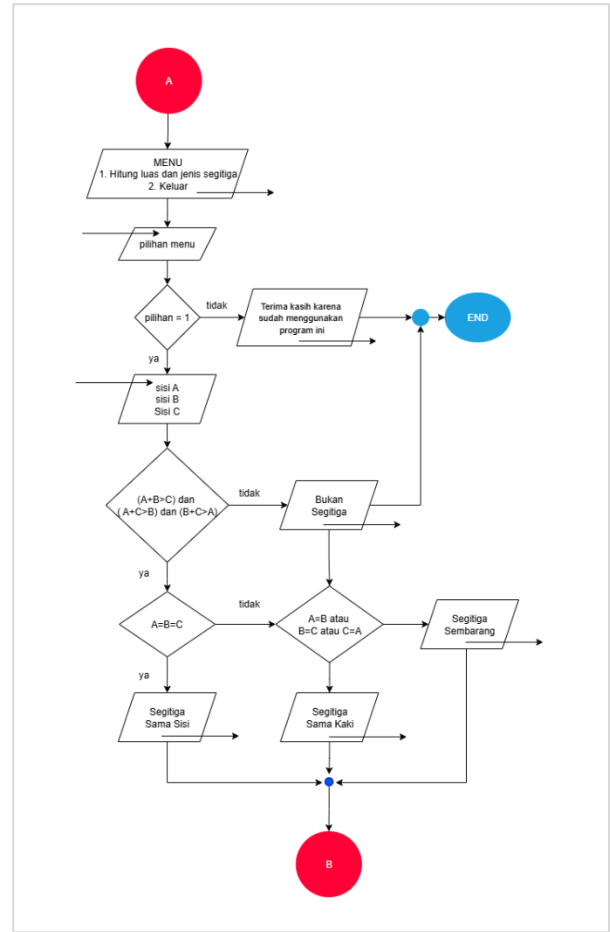 A
MENU
1. Hitung luas dan jenis segitiga
2. Keluar
pilihan menu
pilihan = 1
tidak
Terima kasih karena
sudah menggunakan
program ini
END
ya
sisi A
sisi B
Sisi C
(A+B>C) dan
( A+C>B) dan (B+C>A)
tidak
Bukan
Segitiga
ya
A=B=C
tidak
A=B atau
B=C atau C=A
Segitiga
Sembarang
ya
Segitiga
Sama Sisi
Segitiga
Sama Kaki
B